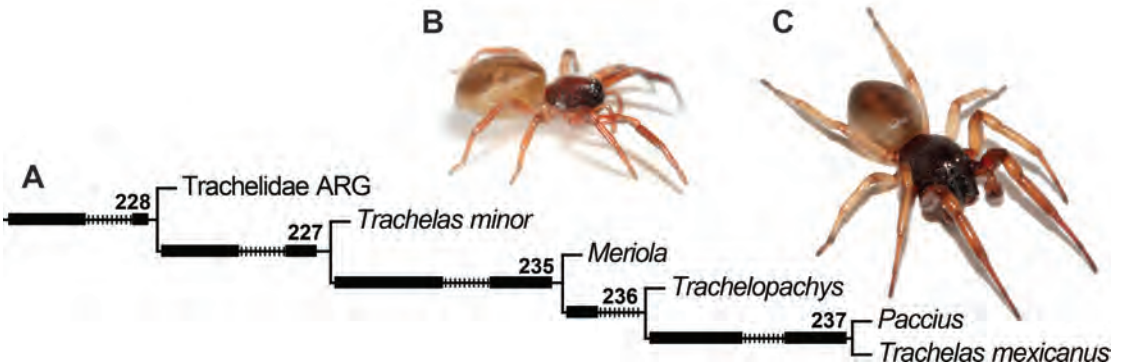 B
C
A
228
Trachelidae ARG
227
Trachelas minor
235
Meriola
236
Trachelopachys
237
Paccius
Trachelas mexicanus